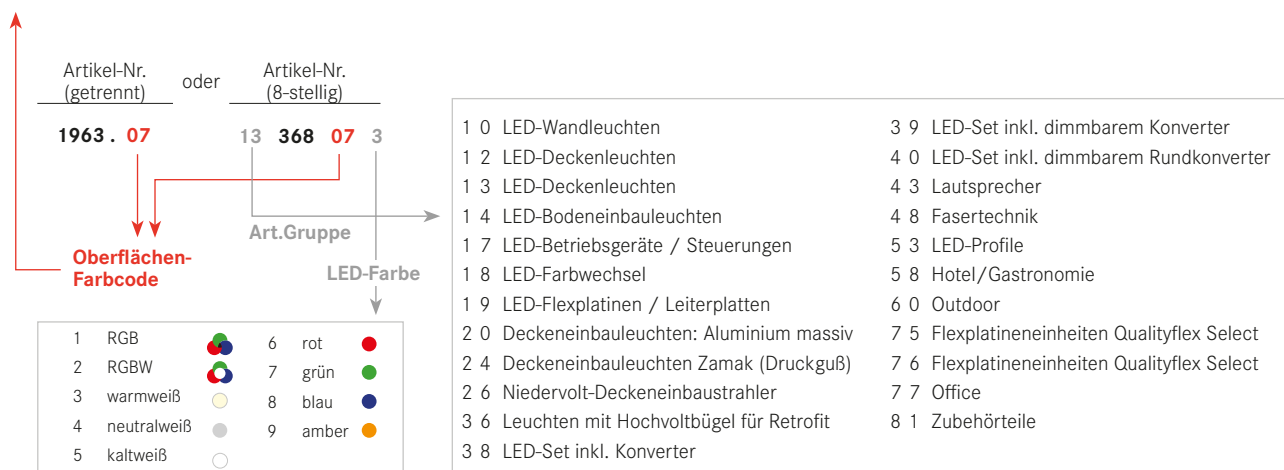 Artikel-Nr.
(getrennt)
oder
Artikel-Nr.
(8-stellig)
1963. 07
13 368 07 3
Art.Gruppe
Oberflächen-
Farbcode
LED-Farbe
1 RGB
2 RGBW
3 warmweiß
4 neutralweiß
5 kaltweiß
6 rot
7 grün
8 blau
9 amber
1 0 LED-Wandleuchten
1 2 LED-Deckenleuchten
1 3 LED-Deckenleuchten
1 4 LED-Bodeneinbauleuchten
1 7 LED-Betriebsgeräte / Steuerungen
1 8 LED-Farbwechsel
1 9 LED-Flexplatinen / Leiterplatten
2 0 Deckeneinbauleuchten: Aluminium massiv
2 4 Deckeneinbauleuchten Zamak (Druckguß)
2 6 Niedervolt-Deckeneinbaustrahler
3 6 Leuchten mit Hochvoltbügel für Retrofit
3 8 LED-Set inkl. Konverter
3 9 LED-Set inkl. dimmbarem Konverter
4 0 LED-Set inkl. dimmbarem Rundkonverter
4 3 Lautsprecher
4 8 Fasertechnik
5 3 LED-Profile
5 8 Hotel/Gastronomie
6 0 Outdoor
7 5 Flexplatineneinheiten Qualityflex Select
7 6 Flexplatineneinheiten Qualityflex Select
7 7 Office
8 1 Zubehörteile